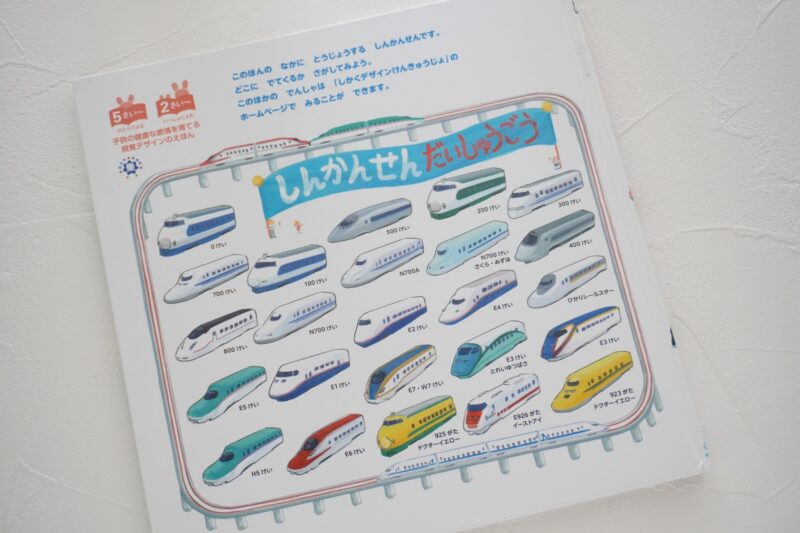 このほんの なかに とうじょうする しんかんせんです。
どこに でてくるか さがしてみよう。
このほかの でんしゃは 「しかくデザインけんきゅうじょ」の
ホームページで みることが できます。
5さい〜
ひとりでよむ
2さい〜
いっしょによむ
子供の健康な感情を育てる
視覚デザインのえほん
しんかんせんだいしゅうごう
0けい
500けい
200けい
300けい
700けい
100けい
N700A
N700けい
さくら・みずほ
400けい
800けい
N700けい
E2けい
E4けい
ひかりレールスター
E5けい
E1けい
E7・W7けい
E3けい
とれいゆつばさ
E3けい
H5けい
E6けい
925がた
ドクターイエロー
E926がた
イーストアイ
923がた
ドクターイエロー